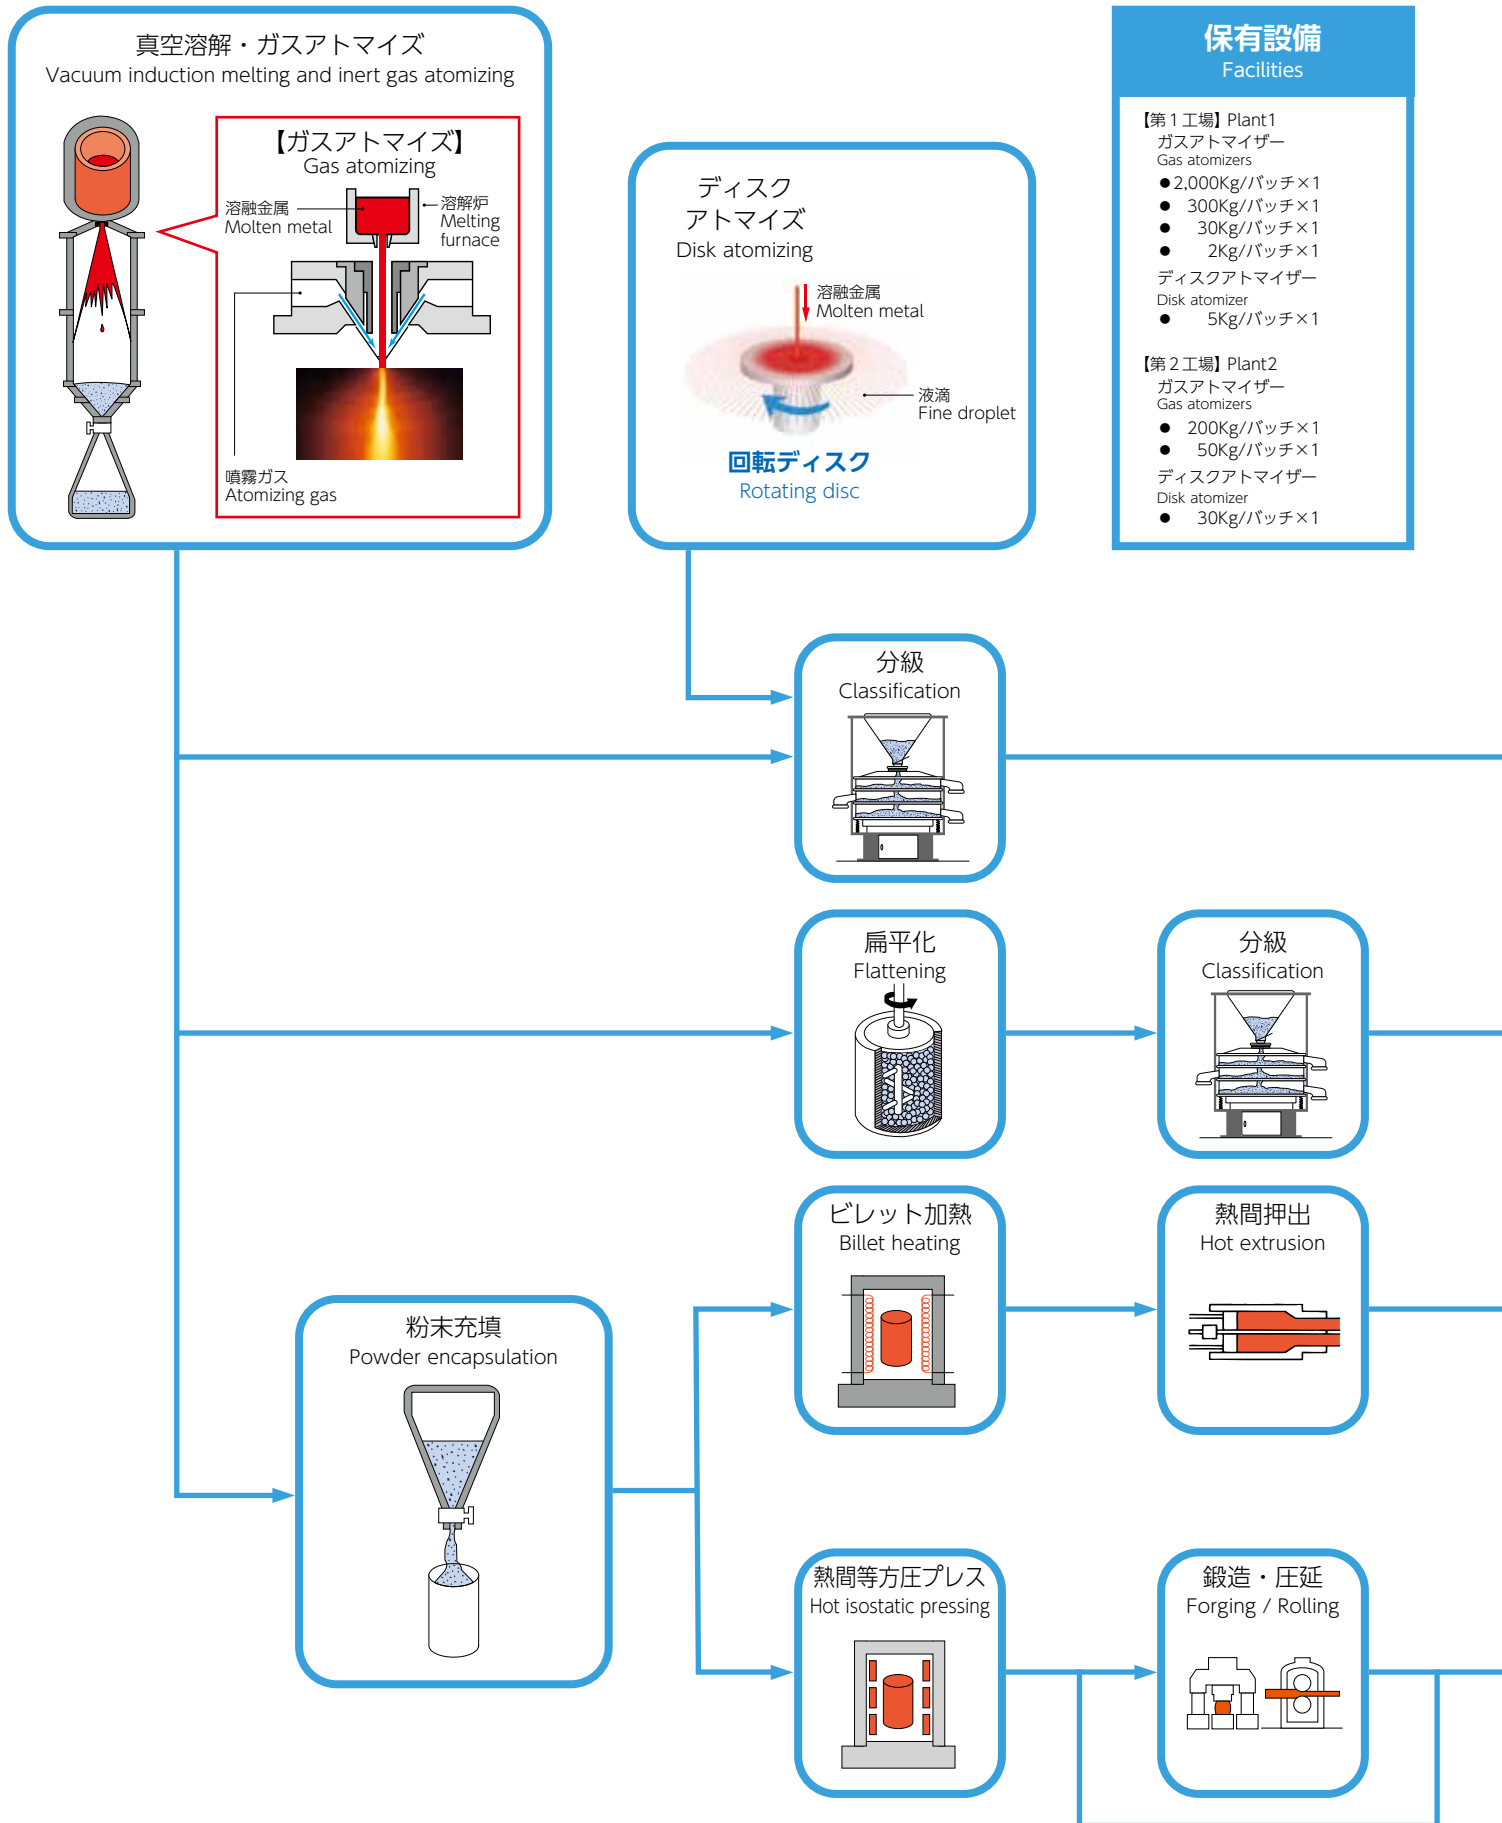 真空溶解・ガスアトマイズ
Vacuum induction melting and inert gas atomizing
【ガスアトマイズ】
Gas atomizing
溶融金属
Molten metal
溶解炉
Melting
furnace
噴霧ガス
Atomizing gas
ディスク
アトマイズ
Disk atomizing
溶融金属
Molten metal
液滴
Fine droplet
回転ディスク
Rotating disc
保有設備
Facilities
【第1工場】Plant1
ガスアトマイザー
Gas atomizers
●2,000Kg/バッチ×1
● 300Kg/バッチ×1
● 30Kg/バッチ×1
● 2Kg/バッチ×1
ディスクアトマイザー
Disk atomizer
● 5Kg/バッチ×1
【第2工場】Plant2
ガスアトマイザー
Gas atomizers
● 200Kg/バッチ×1
● 50Kg/バッチ×1
ディスクアトマイザー
Disk atomizer
● 30Kg/バッチ×1
分級
Classification
扁平化
Flattening
分級
Classification
ビレット加熱
Billet heating
熱間押出
Hot extrusion
粉末充填
Powder encapsulation
熱間等方圧プレス
Hot isostatic pressing
鍛造・圧延
Forging / Rolling